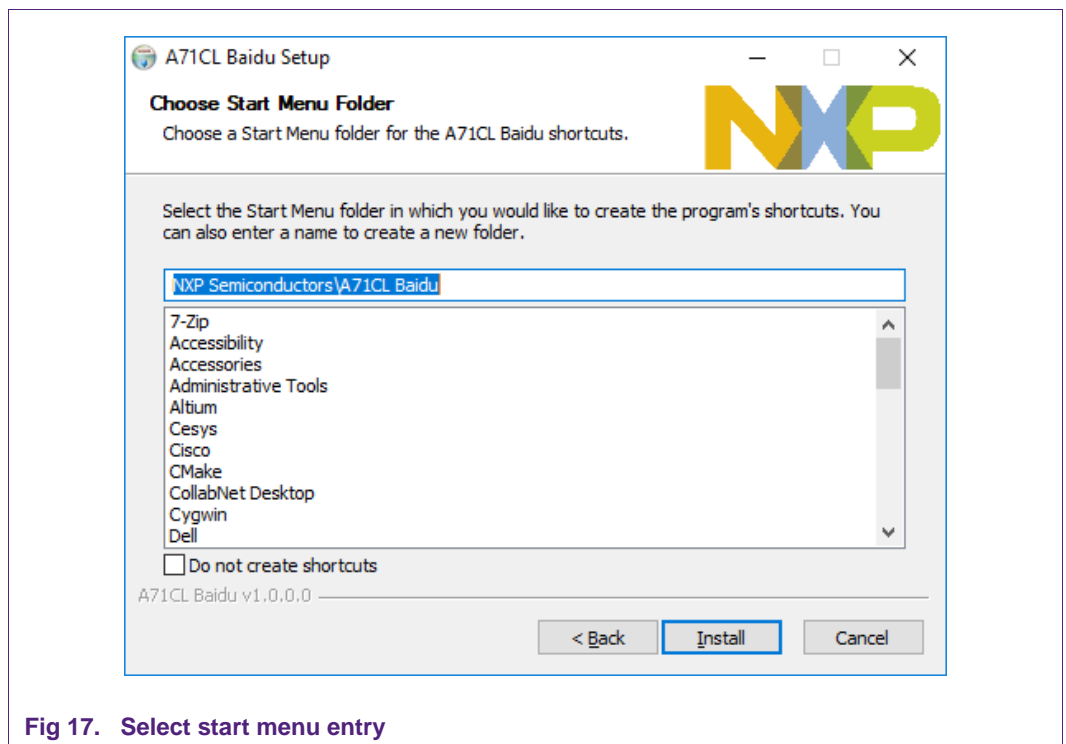 A71CL Baidu Setup
Choose Start Menu Folder
Choose a Start Menu folder for the A71CL Baidu shortcuts.
NXP
Select the Start Menu folder in which you would like to create the program's shortcuts. You
can also enter a name to create a new folder.
NXP Semiconductors\A71CL Baidu
7-Zip
Accessibility
Accessories
Administrative Tools
Altium
Cesys
Cisco
CMake
CollabNet Desktop
Cygwin
Dell
Do not create shortcuts
A71CL Baidu v1.0.0.0
< Back Install Cancel
Fig 17. Select start menu entry